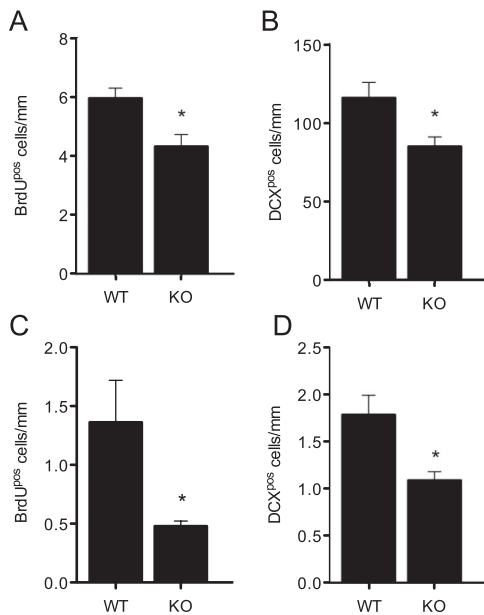 A
BrdU^pos cells/mm
8
6
4
2
0
*
WT KO
B
DCX^pos cells/mm
150
100
50
0
*
WT KO
C
BrdU^pos cells/mm
2.0
1.5
1.0
0.5
0.0
*
WT KO
D
DCX^pos cells/mm
2.5
2.0
1.5
1.0
0.5
0.0
*
WT KO